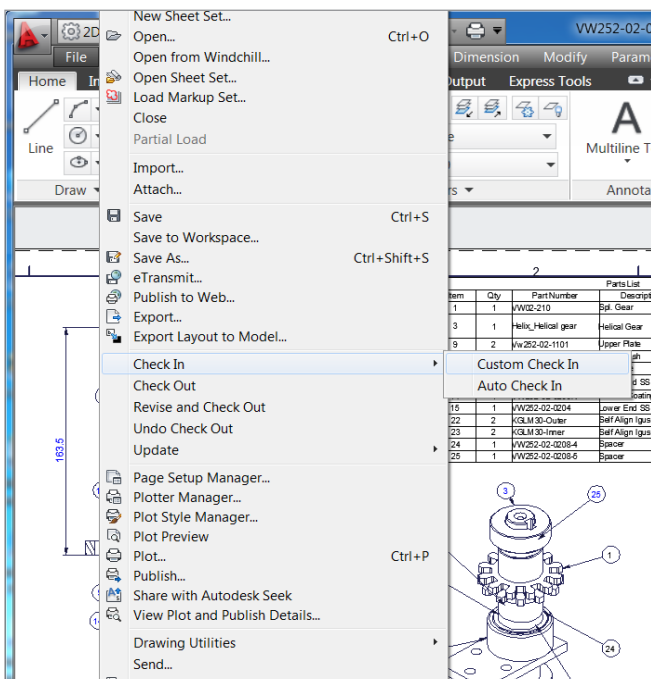 New Sheet Set...
2D
VW252-02-0
Open...
Ctrl+O
File
Open from Windchill...
Dimension
Modify
Param
Home
In
Open Sheet Set...
Output
Express Tools
Load Markup Set...
Close
Partial Load
Line
Multiline T
Import...
Draw
Attach...
rs
Annota
Save
Ctrl+S
Save to Workspace...
Save As...
Ctrl+Shift+S
1
2
eTransmit...
Publish to Web...
Export...
Export Layout to Model...
Parts List
Item Qty Part Number Descript
1 1 VW02-210 Spl. Gear
3 1 Helix_Helical gear Helical Gear
9 2 Vw252-02-1101 Upper Plate
Check In
Custom Check In
Check Out
Auto Check In
Revise and Check Out
15 1 VW252-02-0204 Lower End SS
22 2 KGLM30-Outer Self Align Igus
Undo Check Out
23 2 KGLM30-Inner Self Align Igus
24 1 VW252-02-0208-4 Spacer
Update
25 1 VW252-02-0208-5 Spacer
163.5
Page Setup Manager...
Plotter Manager...
3
25
Plot Style Manager...
Plot Preview
Plot...
Ctrl+P
1
Publish...
Share with Autodesk Seek
View Plot and Publish Details...
Drawing Utilities
24
Send...